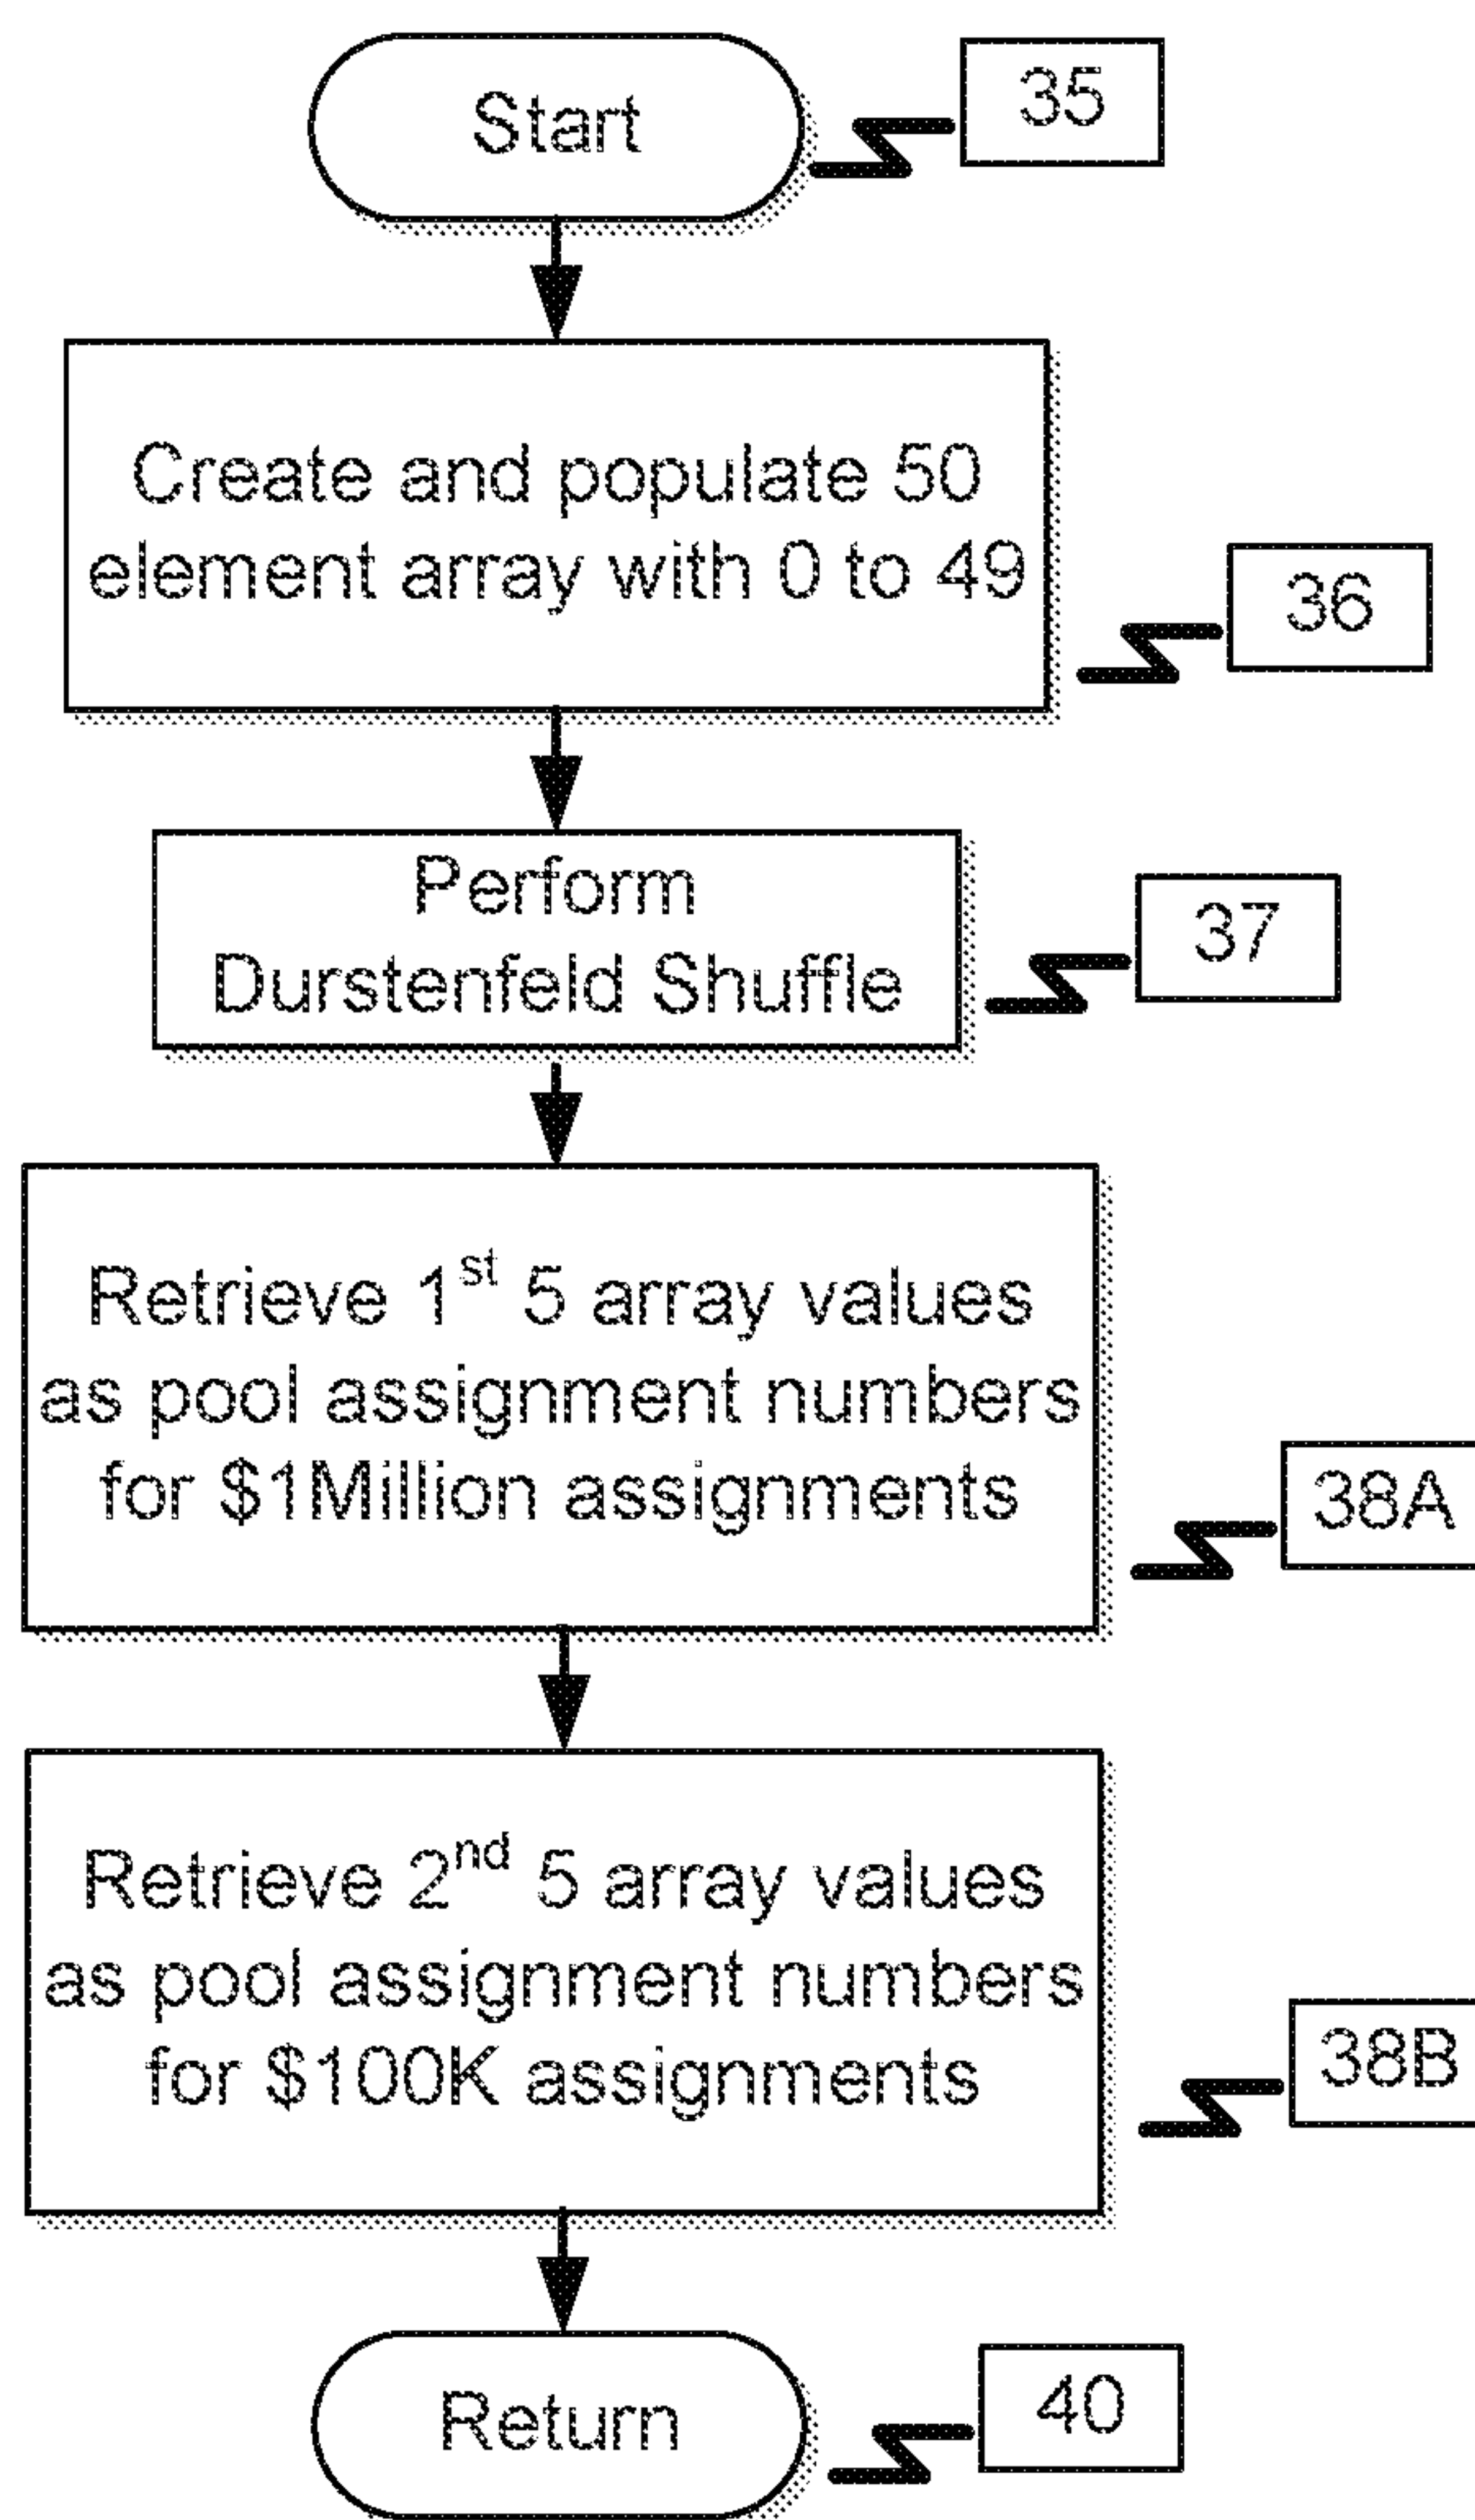 Start
35
Create and populate 50
element array with 0 to 49
36
Perform
Durstenfeld Shuffle
37
Retrieve 1st 5 array values
as pool assignment numbers
for $1Million assignments
38A
Retrieve 2nd 5 array values
as pool assignment numbers
for $100K assignments
38B
Return
40